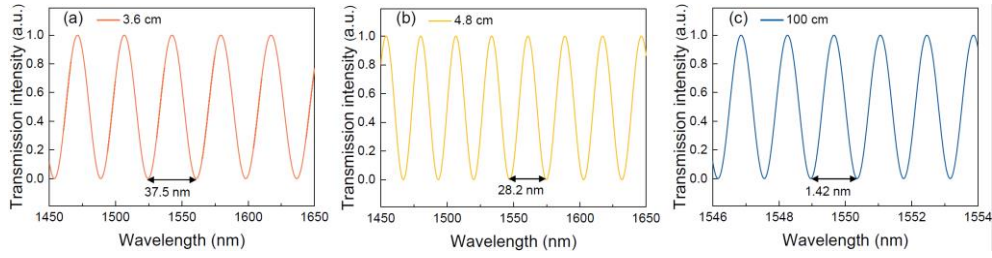 (a) 3.6 cm
Transmission intensity (a.u.)
1.0
0.8
0.6
0.4
0.2
0.0
37.5 nm
1450 1500 1550 1600 1650
Wavelength (nm)
(b) 4.8 cm
Transmission intensity (a.u.)
1.0
0.8
0.6
0.4
0.2
0.0
28.2 nm
1450 1500 1550 1600 1650
Wavelength (nm)
(c) 100 cm
Transmission intensity (a.u.)
1.0
0.8
0.6
0.4
0.2
0.0
1.42 nm
1546 1548 1550 1552 1554
Wavelength (nm)